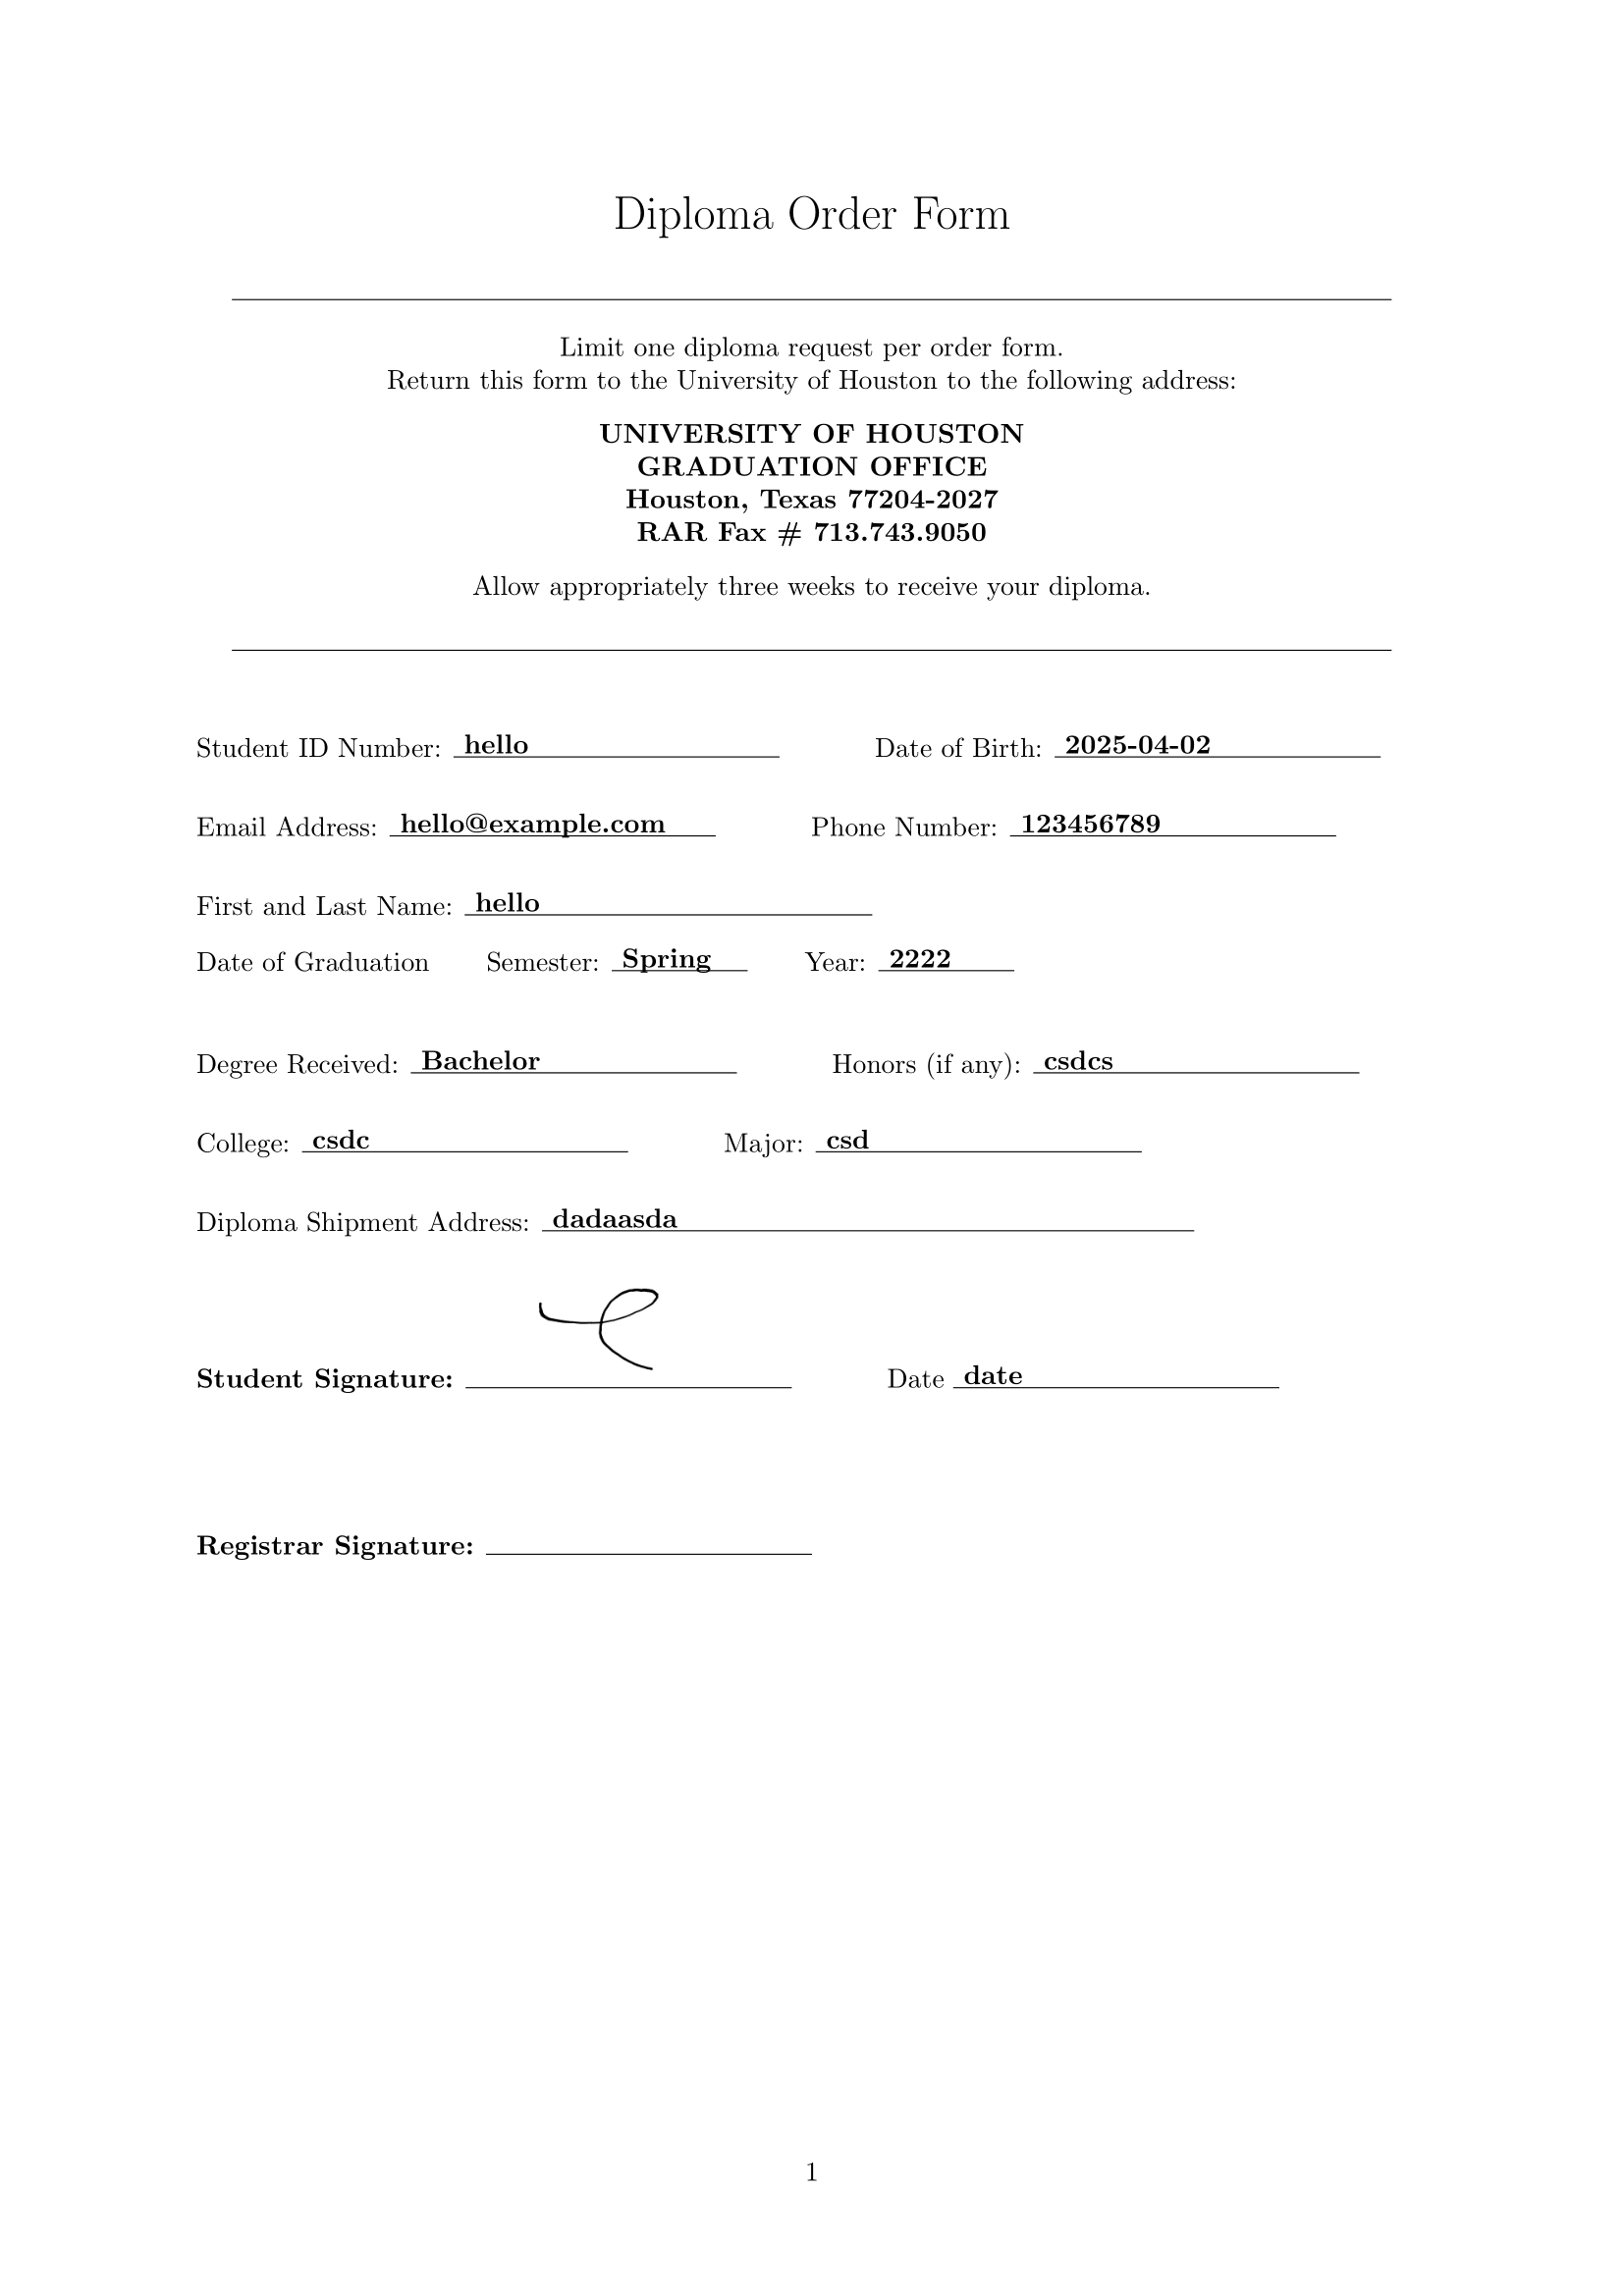 Diploma Order Form
Limit one diploma request per order form.
Return this form to the University of Houston to the following address:
UNIVERSITY OF HOUSTON
GRADUATION OFFICE
Houston, Texas 77204-2027
RAR Fax # 713.743.9050
Allow appropriately three weeks to receive your diploma.
Student ID Number: hello Date of Birth: 2025-04-02
Email Address: hello@example.com Phone Number: 123456789
First and Last Name: hello
Date of Graduation Semester: Spring Year: 2222
Degree Received: Bachelor Honors (if any): csdcs
College: csdc Major: csd
Diploma Shipment Address: dadaasda
Student Signature: Date date
Registrar Signature:
1